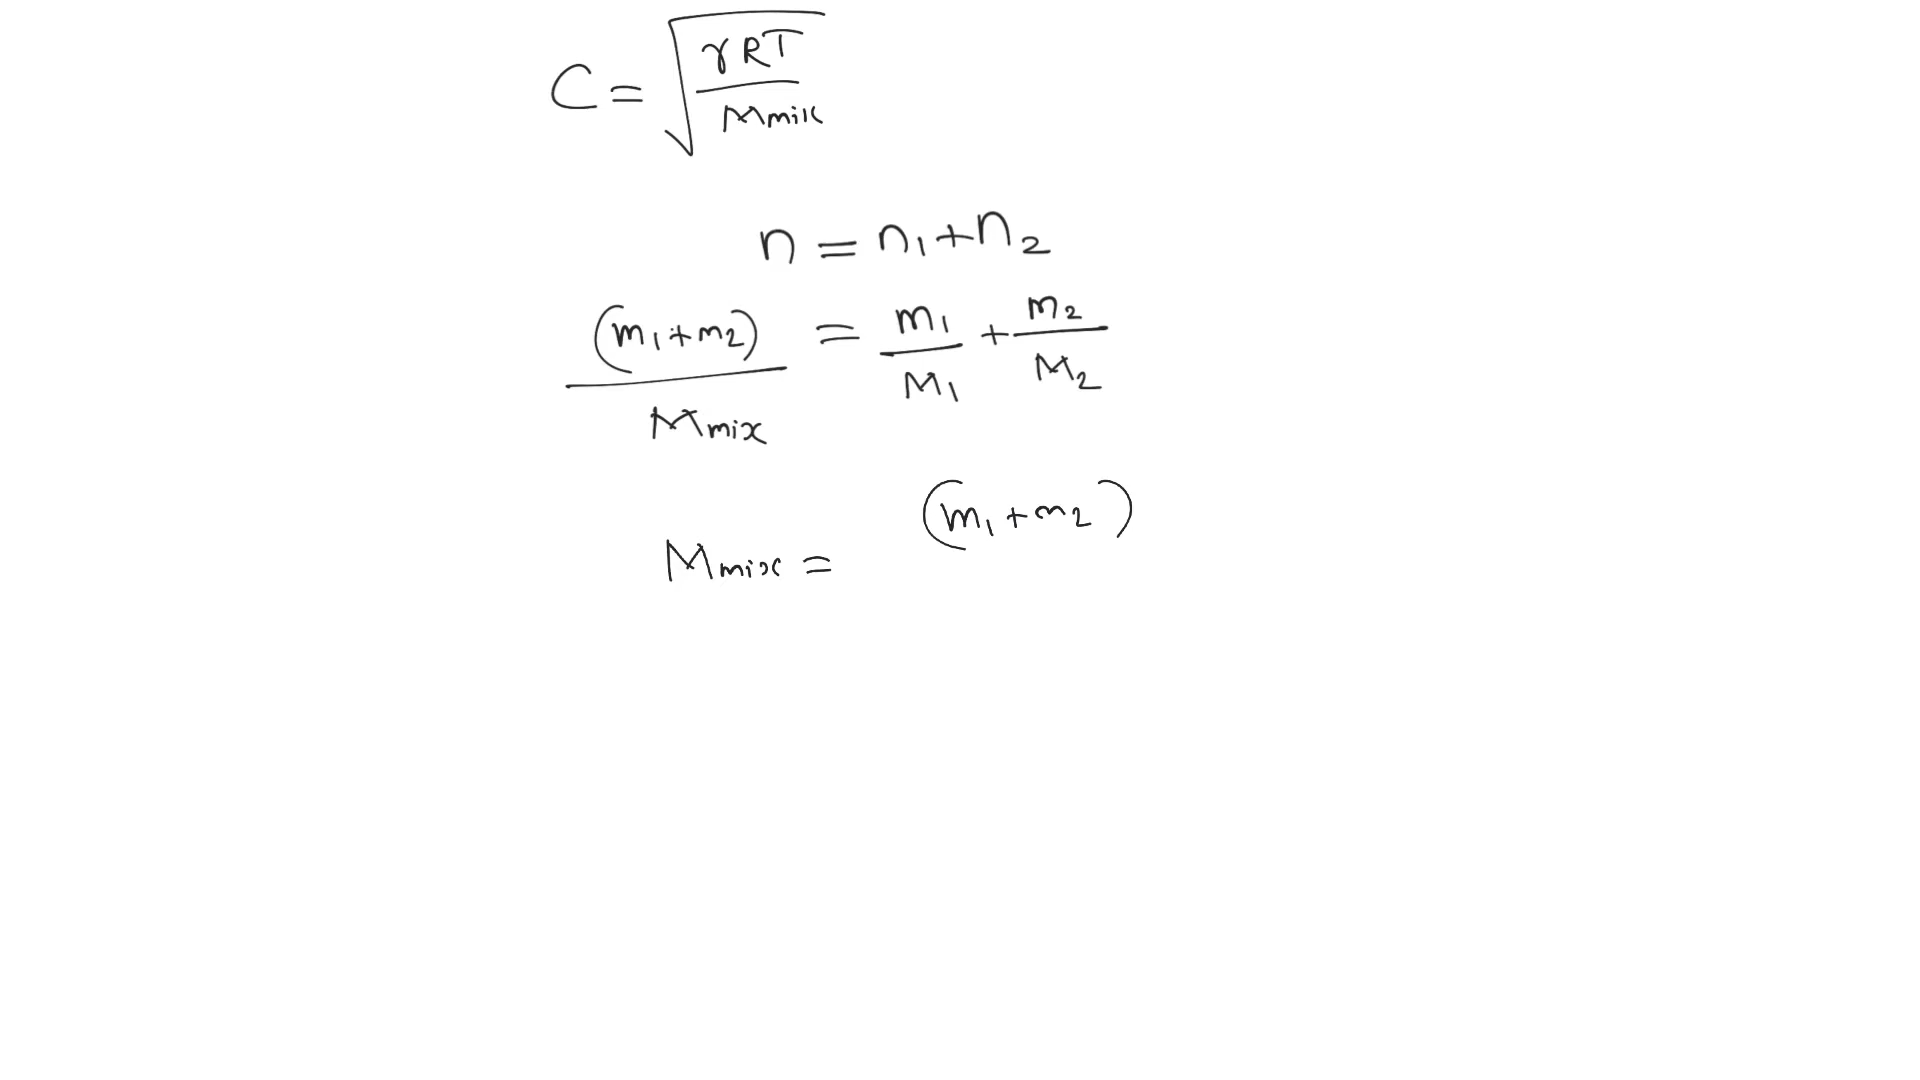 C = √(γRT / Mmix)
n = n₁ + n₂
(m₁ + m₂) / Mmix = m₁ / M₁ + m₂ / M₂
Mmix = (m₁ + m₂)